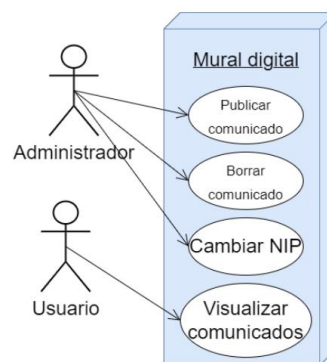 Mural digital
Publicar
comunicado
Administrador
Borrar
comunicado
Cambiar NIP
Usuario
Visualizar
comunicados